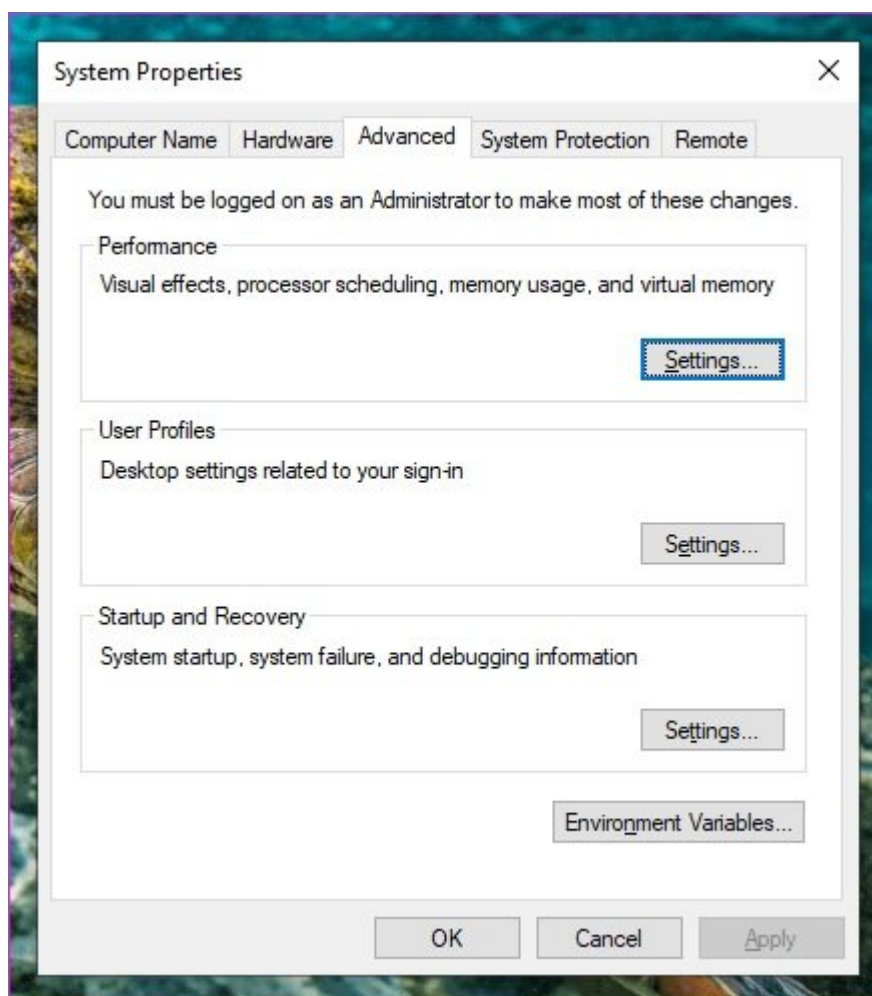 System Properties
Computer Name
Hardware
Advanced
System Protection
Remote
You must be logged on as an Administrator to make most of these changes.
Performance
Visual effects, processor scheduling, memory usage, and virtual memory
Settings...
User Profiles
Desktop settings related to your sign-in
Settings...
Startup and Recovery
System startup, system failure, and debugging information
Settings...
Environment Variables...
OK
Cancel
Apply